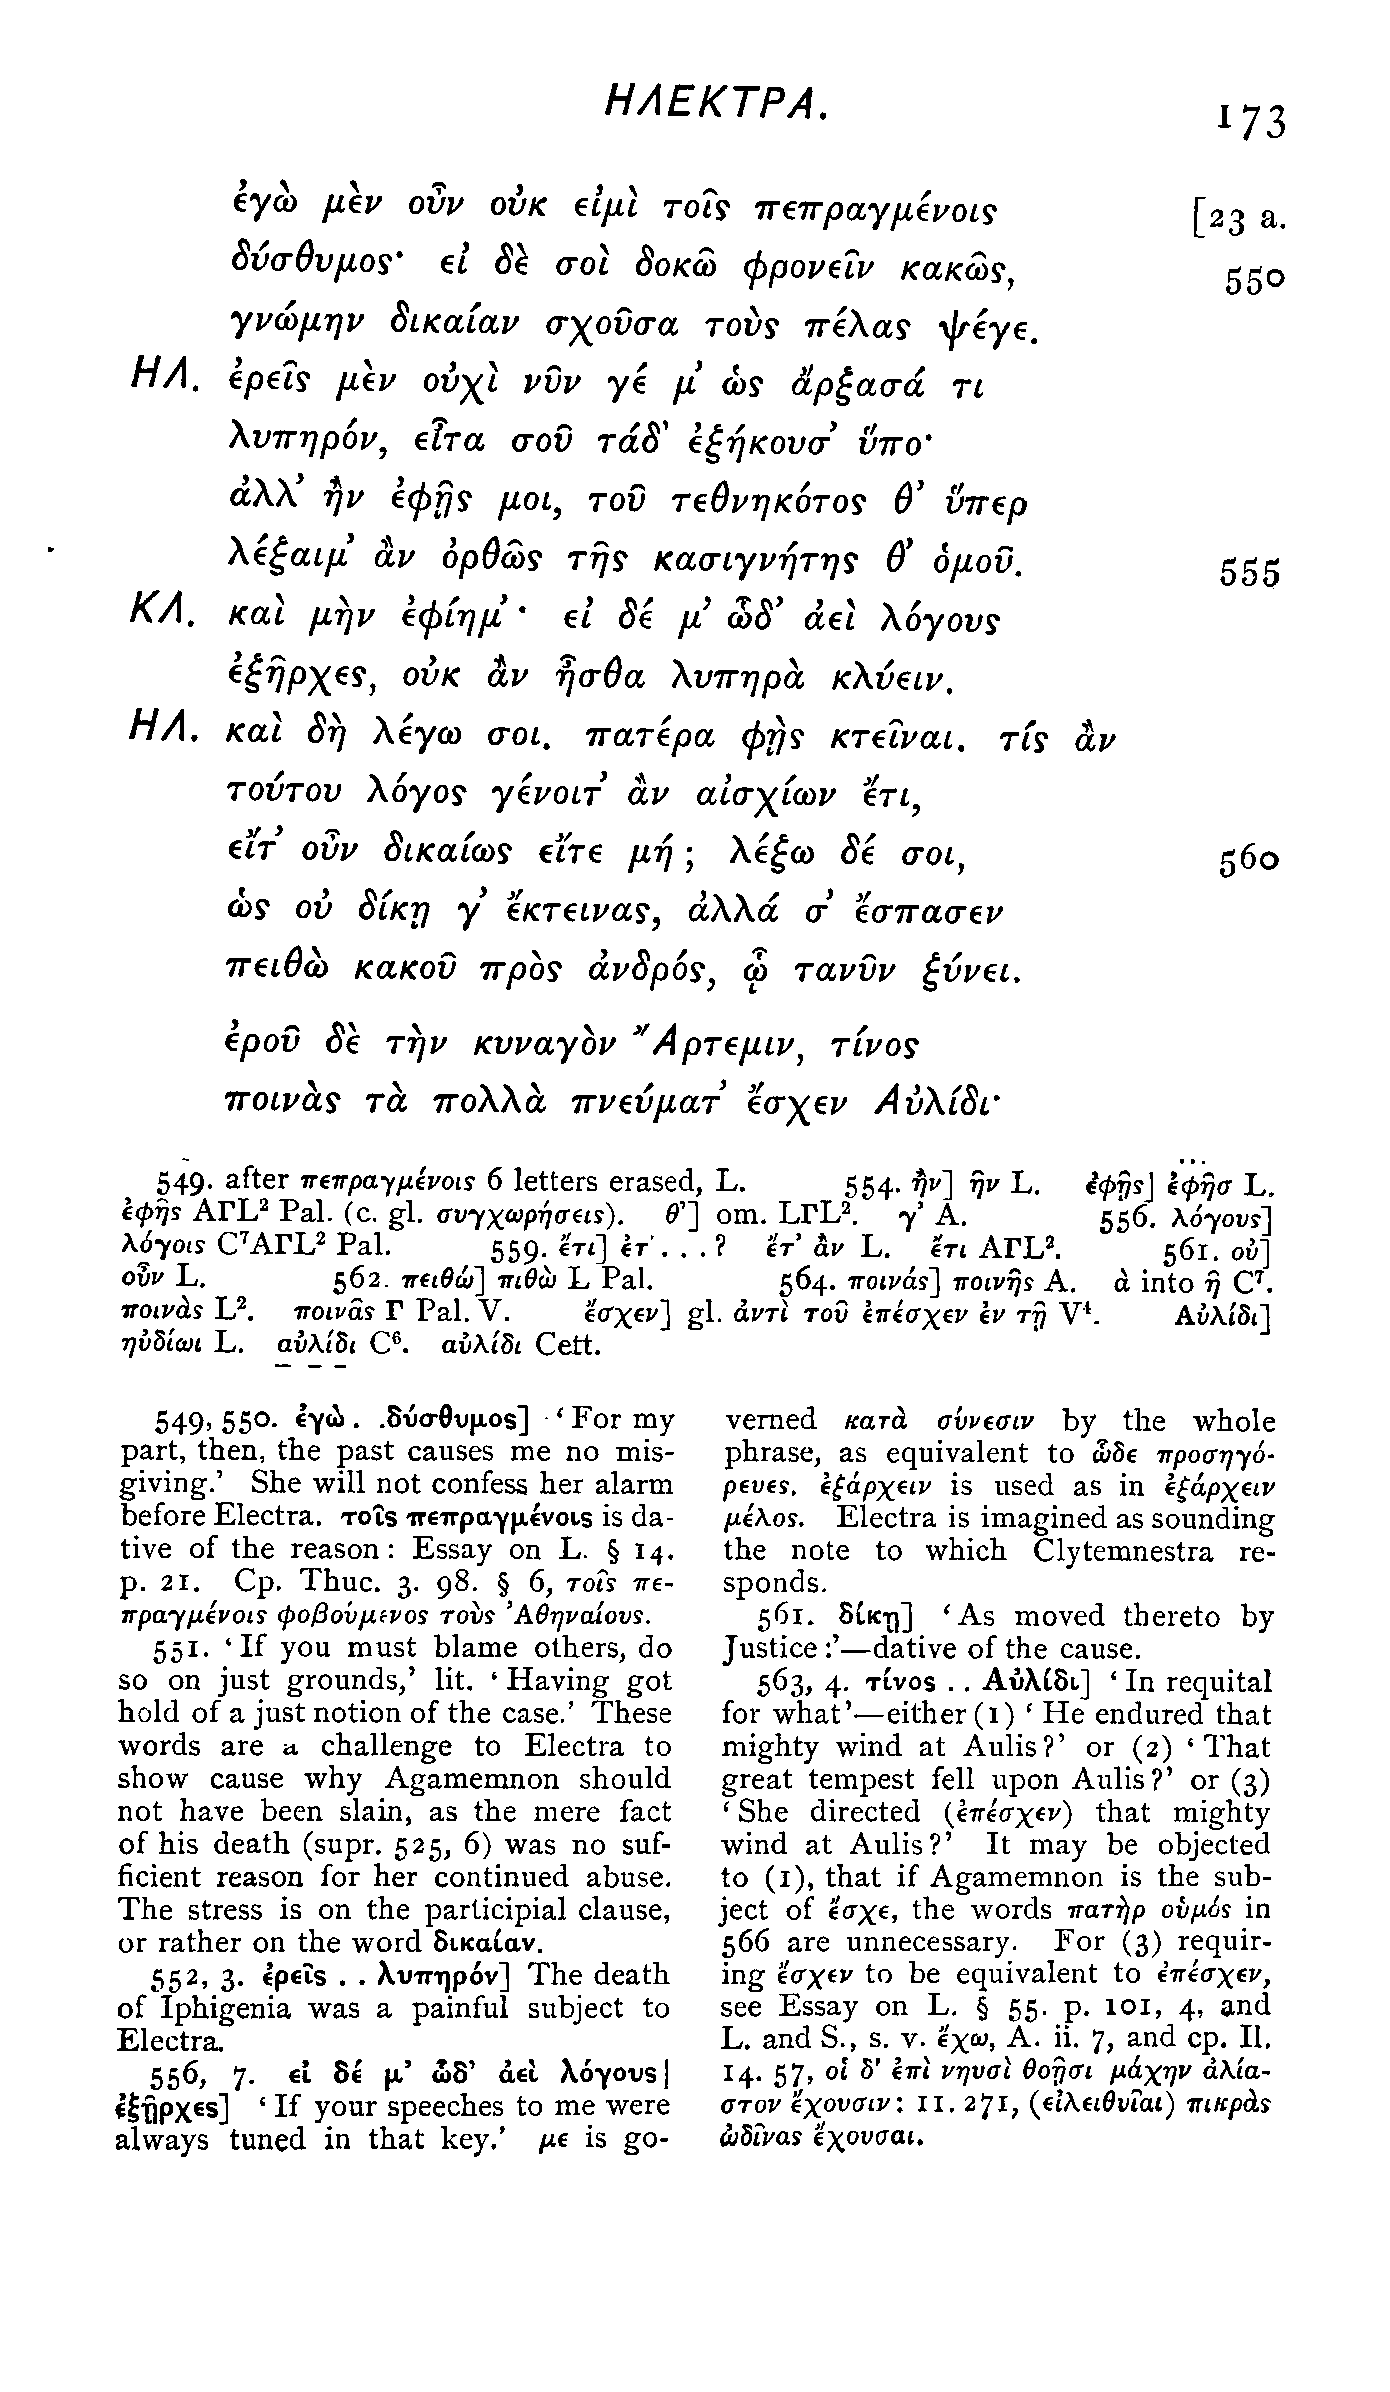 ΗΛΕΚΤΡΑ.
173
ἐγὼ μὲν οὖν οὐκ εἰμὶ τοῖς πεπραγμένοις [23 a.
δύσθυμος· εἰ δὲ σοὶ δοκῶ φρονεῖν κακῶς, 550
γνώμην δικαίαν σχοῦσα τοὺς πέλας ψέγε.
ΗΛ. ἐρεῖς μὲν οὐχὶ νῦν γέ μ’ ὡς ἄρξασά τι
λυπηρόν, εἶτα σοῦ τάδ’ ἐξήκουσ’ ὕπο·
ἀλλ’ ἢν ἐφῇς μοι, τοῦ τεθνηκότος θ’ ὕπερ
λέξαιμ’ ἂν ὀρθῶς τῆς κασιγνήτης θ’ ὁμοῦ. 555
ΚΛ. καὶ μὴν ἐφίημ’· εἰ δέ μ’ ὧδ’ ἀεὶ λόγους
ἐξῆρχες, οὐκ ἂν ἦσθα λυπηρὰ κλύειν.
ΗΛ. καὶ δὴ λέγω σοι. πατέρα φῂς κτεῖναι. τίς ἂν
τούτου λόγος γένοιτ’ ἂν αἰσχίων ἔτι,
εἴτ’ οὖν δικαίως εἴτε μή; λέξω δέ σοι, 560
ὡς οὐ δίκῃ γ’ ἔκτεινας, ἀλλά σ’ ἔσπασεν
πειθὼ κακοῦ πρὸς ἀνδρός, ᾧ τανῦν ξύνει.
ἐροῦ δὲ τὴν κυναγὸν Ἄρτεμιν, τίνος
ποινὰς τὰ πολλὰ πνεύματ’ ἔσχεν Αὐλίδι·
549. after πεπραγμένοις 6 letters erased, L. 554. ἢν] ἣν L. ἐφῇς] ἐφῆσ L.
ἐφῇς ΑΓL² Pal. (c. gl. συγχωρήσεις). θ’] om. LΓL². γ’ A. 556. λόγους]
λόγοις C⁷ΑΓL² Pal. 559. ἔτι] ἐτ’. . . ? ἔτ’ ἂν L. ἔτι ΑΓL². 561. οὐ]
οὖν L. 562. πειθώ] πιθὼ L Pal. 564. ποινάς] ποινῆς A. ὰ into ῆ C⁷.
ποινὰς L². ποινᾶς Γ Pal. V. ἔσχεν] gl. ἀντὶ τοῦ ἐπέσχεν ἐν τῇ V⁴. Αὐλίδι]
ηὐδίωι L. αὐλίδι C⁶. αὐλίδι Cett.
549, 550. ἐγὼ . .δύσθυμος] ‘For my
part, then, the past causes me no mis-
giving.’ She will not confess her alarm
before Electra. τοῖς πεπραγμένοις is da-
tive of the reason: Essay on L. § 14.
p. 21. Cp. Thuc. 3. 98. § 6, τοῖς πε-
πραγμένοις φοβούμενος τοὺς Ἀθηναίους.
551. ‘If you must blame others, do
so on just grounds,’ lit. ‘Having got
hold of a just notion of the case.’ These
words are a challenge to Electra to
show cause why Agamemnon should
not have been slain, as the mere fact
of his death (supr. 525, 6) was no suf-
ficient reason for her continued abuse.
The stress is on the participial clause,
or rather on the word δικαίαν.
552, 3. ἐρεῖς . . λυπηρόν] The death
of Iphigenia was a painful subject to
Electra.
556, 7. εἰ δέ μ’ ὧδ’ ἀεὶ λόγους|
ἐξῆρχες] ‘If your speeches to me were
always tuned in that key.’ με is go-
verned κατὰ σύνεσιν by the whole
phrase, as equivalent to ὧδε προσηγό-
ρευες. ἐξάρχειν is used as in ἐξάρχειν
μέλος. Electra is imagined as sounding
the note to which Clytemnestra re-
sponds.
561. δίκῃ] ‘As moved thereto by
Justice:’—dative of the cause.
563, 4. τίνος . . Αὐλίδι] ‘In requital
for what’—either (1) ‘He endured that
mighty wind at Aulis?’ or (2) ‘That
great tempest fell upon Aulis?’ or (3)
‘She directed (ἐπέσχεν) that mighty
wind at Aulis?’ It may be objected
to (1), that if Agamemnon is the sub-
ject of ἔσχε, the words πατὴρ οὑμός in
566 are unnecessary. For (3) requir-
ing ἔσχεν to be equivalent to ἐπέσχεν,
see Essay on L. § 55. p. 101, 4, and
L. and S., s. v. ἔχω, A. ii. 7, and cp. Il.
14. 57, οἱ δ’ ἐπὶ νηυσὶ θοῇσι μάχην ἀλία-
στον ἔχουσιν: 11. 271, (εἰλειθυῖαι) πικρὰς
ὠδῖνας ἔχουσαι.